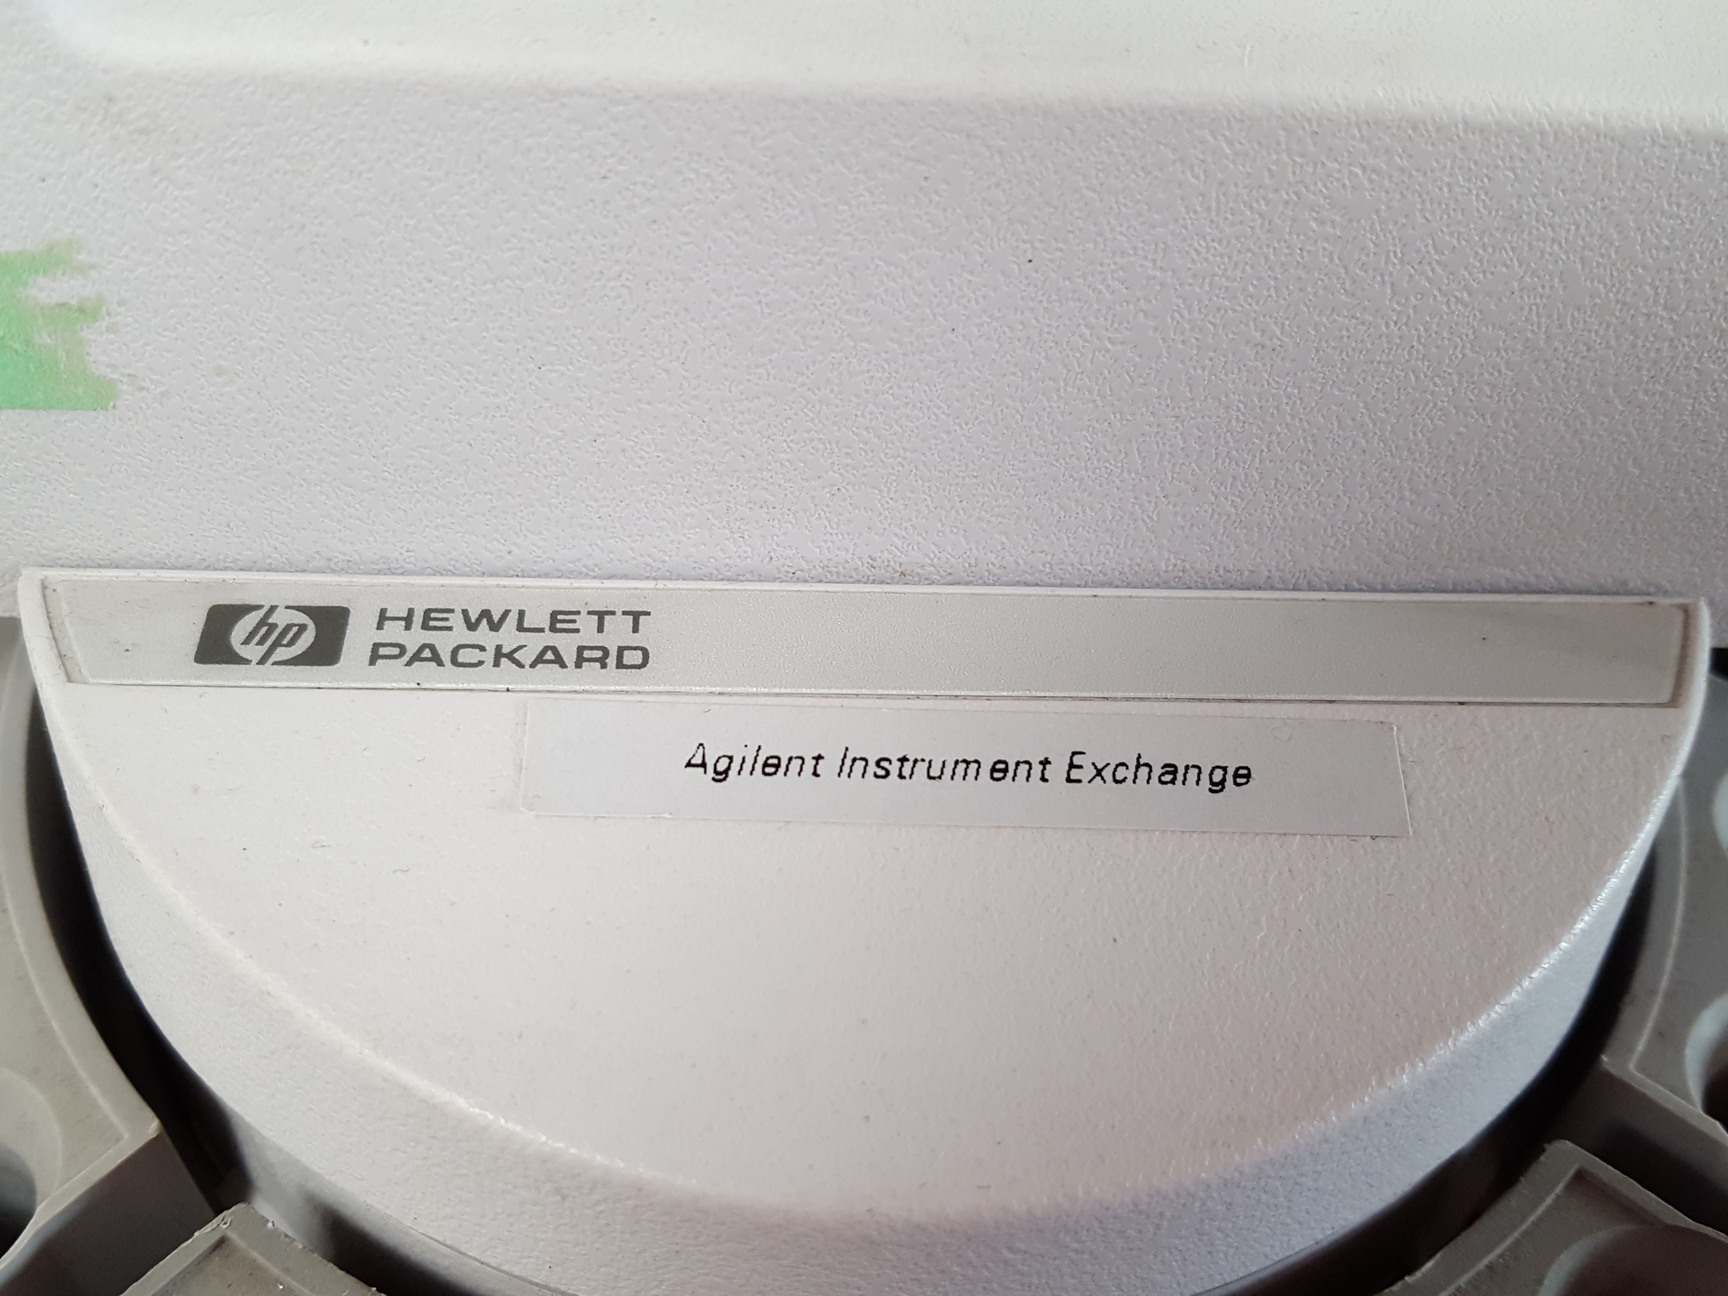 hp HEWLETT
PACKARD
Agilent Instrument Exchange